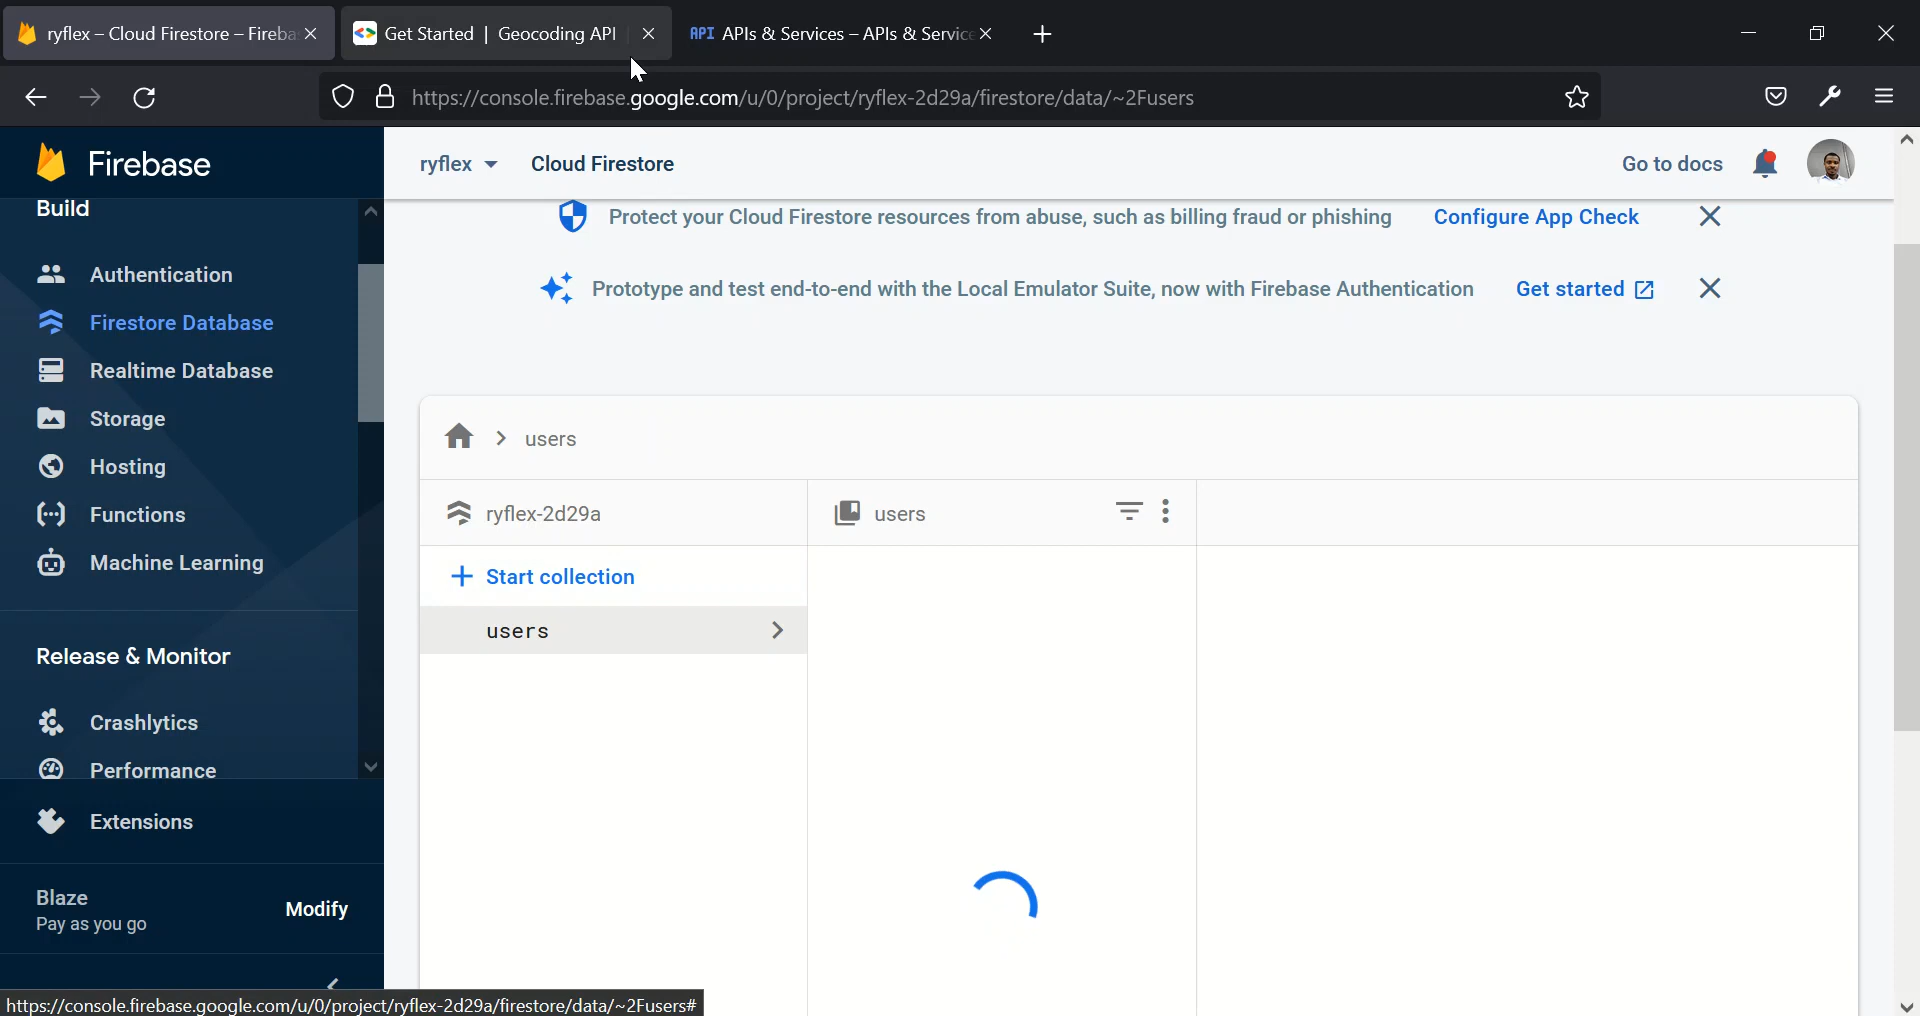 ryflex – Cloud Firestore – Fireba
Get Started | Geocoding API
API APIs & Services – APIs & Servic
https://console.firebase.google.com/u/0/project/ryflex-2d29a/firestore/data/~2Fusers
Firebase
ryflex
Cloud Firestore
Go to docs
Build
Protect your Cloud Firestore resources from abuse, such as billing fraud or phishing
Configure App Check
Authentication
Prototype and test end-to-end with the Local Emulator Suite, now with Firebase Authentication
Get started
Firestore Database
Realtime Database
Storage
Hosting
Functions
Machine Learning
users
ryflex-2d29a
users
Start collection
users
Release & Monitor
Crashlytics
Performance
Extensions
Blaze
Pay as you go
Modify
https://console.firebase.google.com/u/0/project/ryflex-2d29a/firestore/data/~2Fusers#